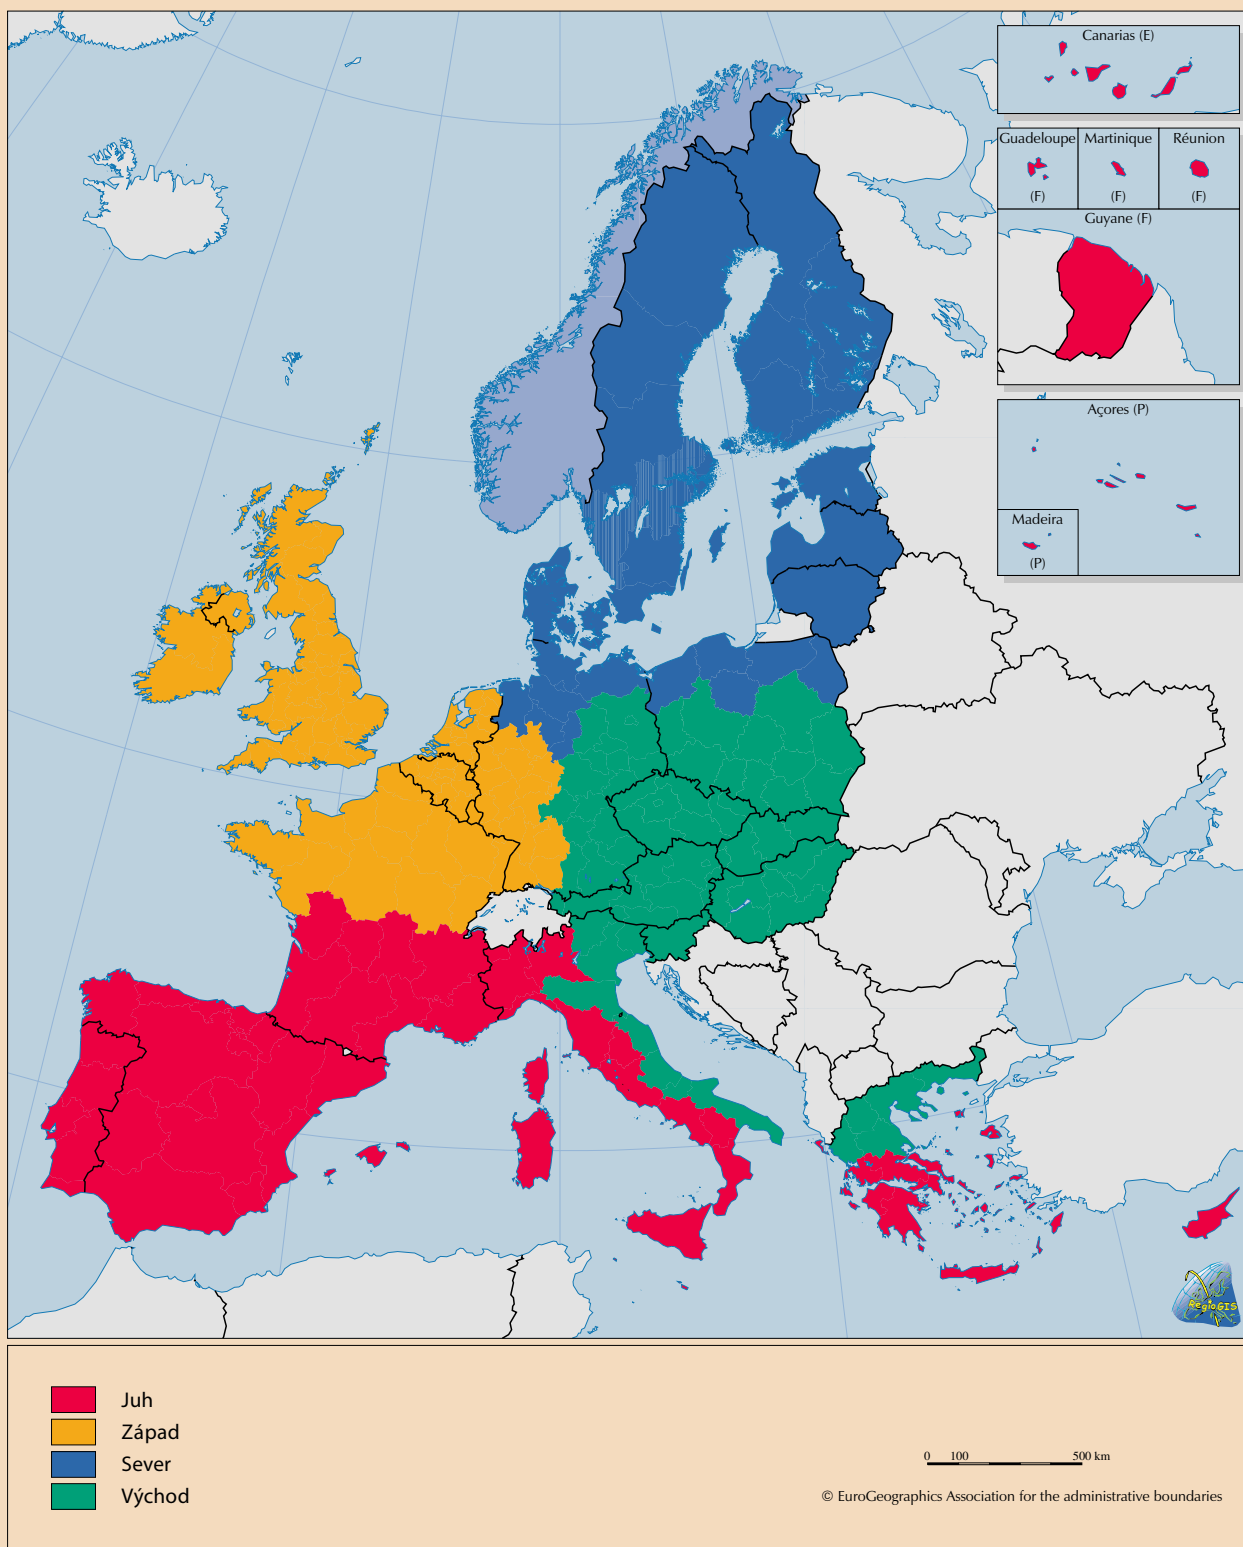 Canarias (E)
Guadeloupe Martinique Réunion
(F) (F) (F)
Guyane (F)
Açores (P)
Madeira
(P)
RegioGIS
Juh
Západ
Sever
Východ
0 100 500 km
© EuroGeographics Association for the administrative boundaries